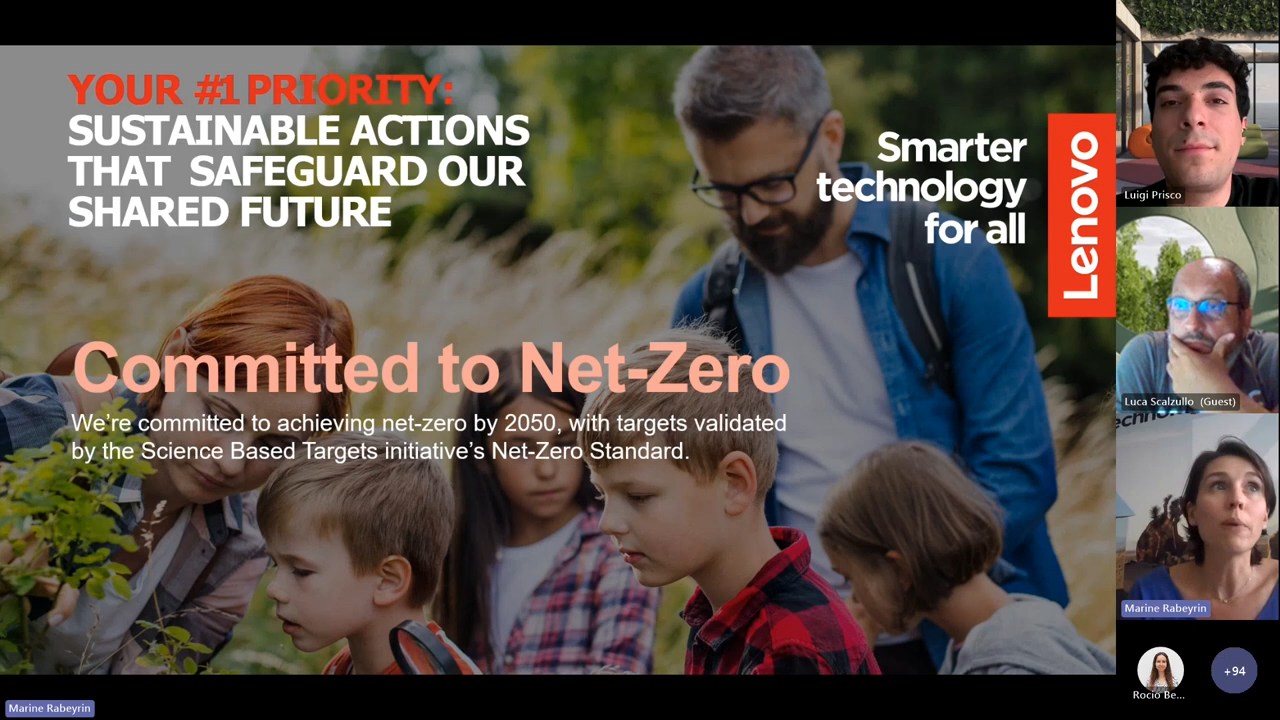 YOUR #1 PRIORITY:
SUSTAINABLE ACTIONS
THAT SAFEGUARD OUR
SHARED FUTURE
Smarter
technology
for all
Lenovo
Committed to Net-Zero
We're committed to achieving net-zero by 2050, with targets validated
by the Science Based Targets initiative's Net-Zero Standard.
Marine Rabeyrin
Luigi Prisco
Luca Scalzullo (Guest)
Marine Rabeyrin
Rocio Be...
+94